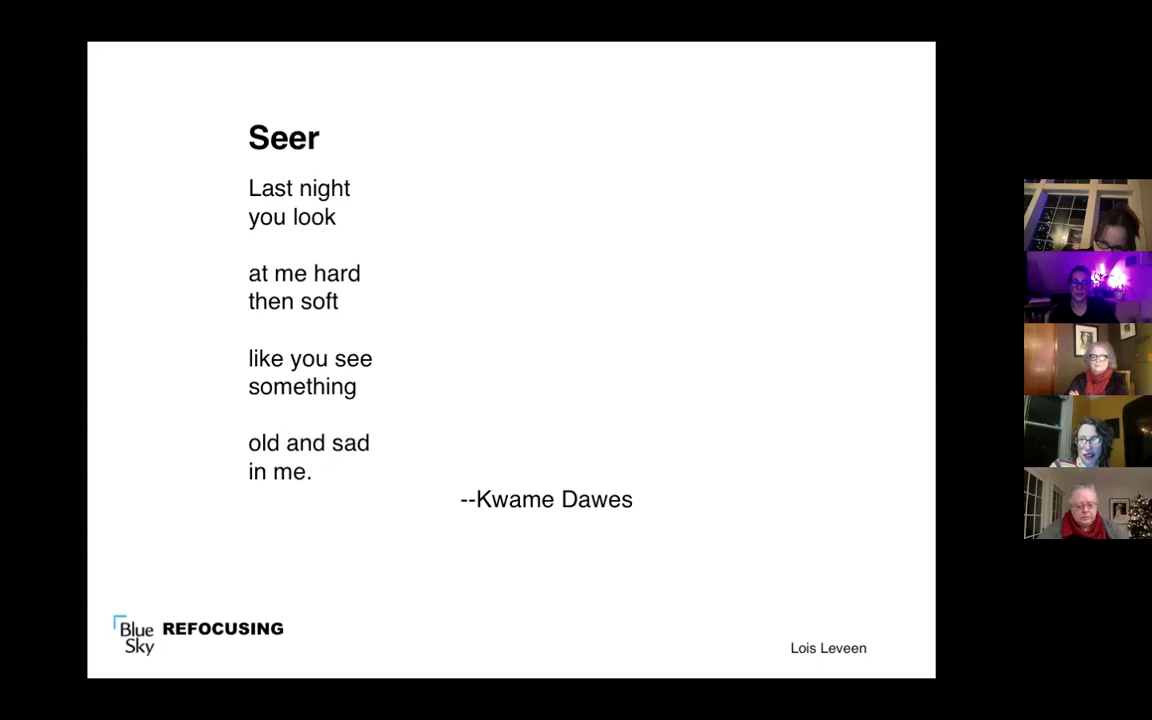 Seer
Last night
you look
at me hard
then soft
like you see
something
old and sad
in me.
--Kwame Dawes
Blue
Sky
REFOCUSING
Lois Leveen